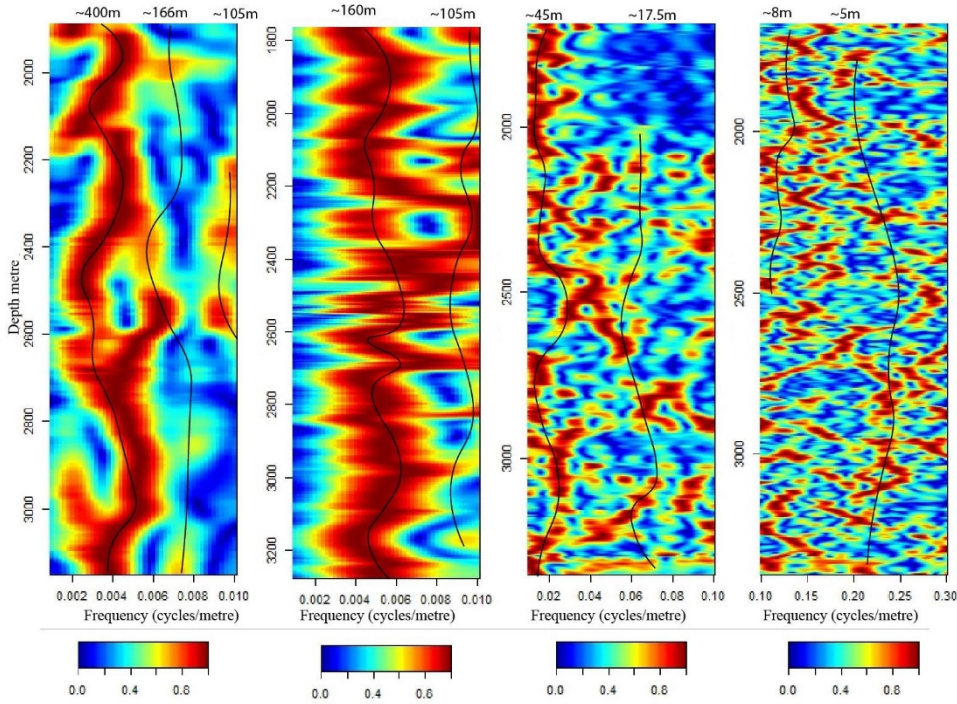 ~400m ~166m ~105m ~160m ~105m ~45m ~17.5m ~8m ~5m
Depth metre
2000 2200 2400 2600 2800 3000
1800 2000 2200 2400 2600 2800 3000 3200
2000 2500 3000
2000 2500 3000
0.002 0.004 0.006 0.008 0.010 0.002 0.004 0.006 0.008 0.010 0.02 0.04 0.06 0.08 0.10 0.10 0.15 0.20 0.25 0.30
Frequency (cycles/metre) Frequency (cycles/metre) Frequency (cycles/metre) Frequency (cycles/metre)
0.0 0.4 0.8 0.0 0.4 0.8 0.0 0.4 0.8 0.0 0.4 0.8